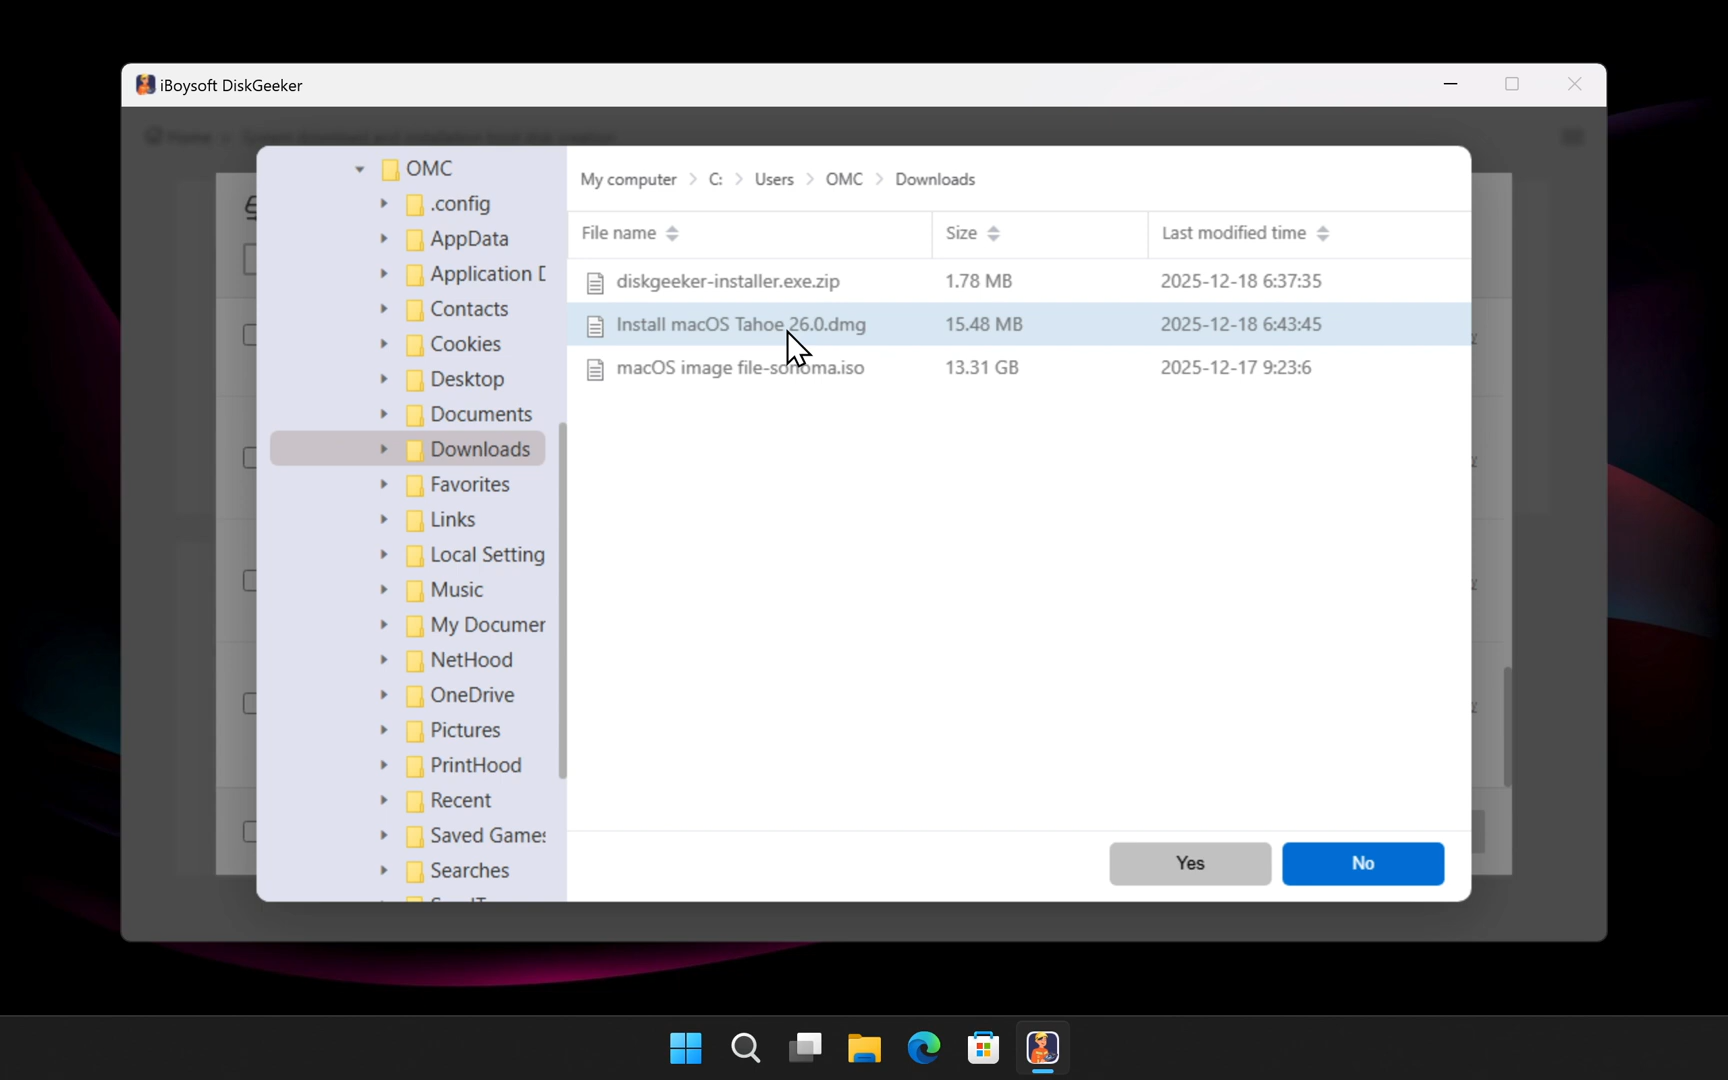 iBoysoft DiskGeeker
Home
OMC
.config
AppData
Application D
Contacts
Cookies
Desktop
Documents
Downloads
Favorites
Links
Local Setting
Music
My Documen
NetHood
OneDrive
Pictures
PrintHood
Recent
Saved Games
Searches
My computer > C: > Users > OMC > Downloads
File name Size Last modified time
diskgeeker-installer.exe.zip 1.78 MB 2025-12-18 6:37:35
Install macOS Tahoe 26.0.dmg 15.48 MB 2025-12-18 6:43:45
macOS image file-sonoma.iso 13.31 GB 2025-12-17 9:23:6
Yes No